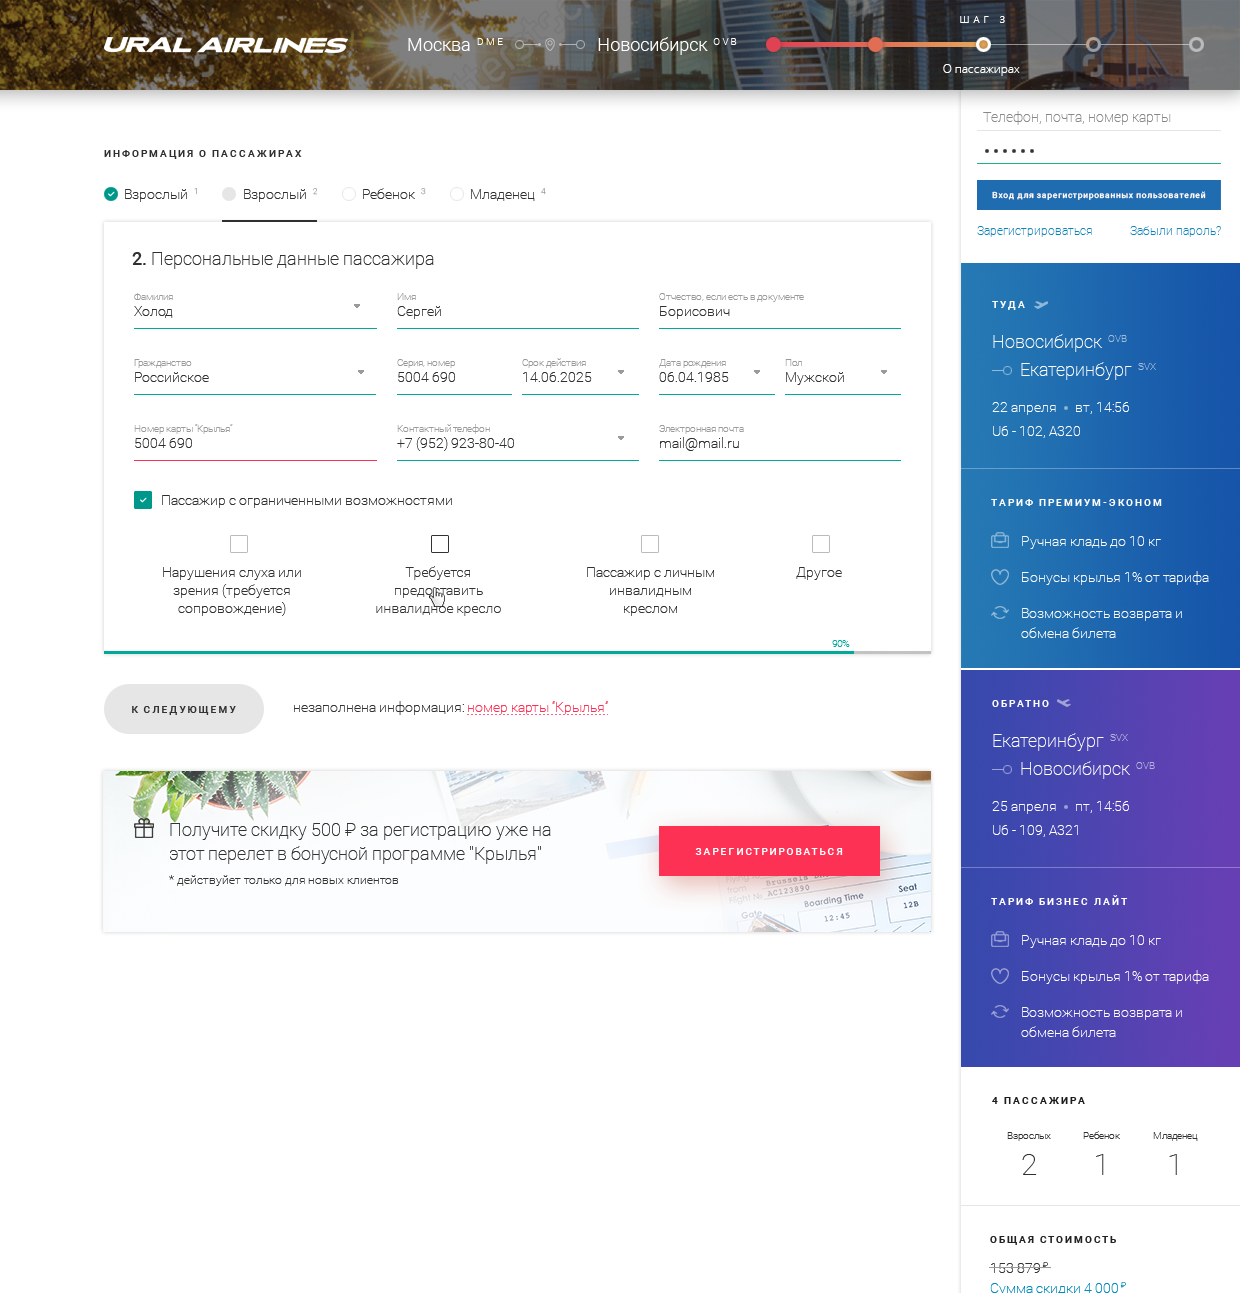 URAL AIRLINES
Москва DME
Новосибирск OVB
ШАГ 3
О пассажирах
ИНФОРМАЦИЯ О ПАССАЖИРАХ
Взрослый 1
Взрослый 2
Ребенок 3
Младенец 4
2. Персональные данные пассажира
Фамилия
Холод
Имя
Сергей
Отчество, если есть в документе
Борисович
Гражданство
Российское
Серия, номер
5004 690
Срок действия
14.06.2025
Дата рождения
06.04.1985
Пол
Мужской
Номер карты "Крылья"
5004 690
Контактный телефон
+7 (952) 923-80-40
Электронная почта
mail@mail.ru
Пассажир с ограниченными возможностями
Нарушения слуха или
зрения (требуется
сопровождение)
Требуется
предоставить
инвалидное кресло
Пассажир с личным
инвалидным
креслом
Другое
90%
К СЛЕДУЮЩЕМУ
незаполнена информация: номер карты "Крылья"
Получите скидку 500 ₽ за регистрацию уже на
этот перелет в бонусной программе "Крылья"
* действуйет только для новых клиентов
ЗАРЕГИСТРИРОВАТЬСЯ
from
Flight №
AC123890
Gate
Boarding Time
12:45
Seat
12B
Телефон, почта, номер карты
Вход для зарегистрированных пользователей
Зарегистрироваться
Забыли пароль?
ТУДА
Новосибирск OVB
Екатеринбург SVX
22 апреля • вт, 14:56
U6 - 102, A320
ТАРИФ ПРЕМИУМ-ЭКОНОМ
Ручная кладь до 10 кг
Бонусы крылья 1% от тарифа
Возможность возврата и
обмена билета
ОБРАТНО
Екатеринбург SVX
Новосибирск OVB
25 апреля • пт, 14:56
U6 - 109, A321
ТАРИФ БИЗНЕС ЛАЙТ
Ручная кладь до 10 кг
Бонусы крылья 1% от тарифа
Возможность возврата и
обмена билета
4 ПАССАЖИРА
Взрослых
2
Ребенок
1
Младенец
1
ОБЩАЯ СТОИМОСТЬ
153 879 ₽
Сумма скидки 4 000 ₽